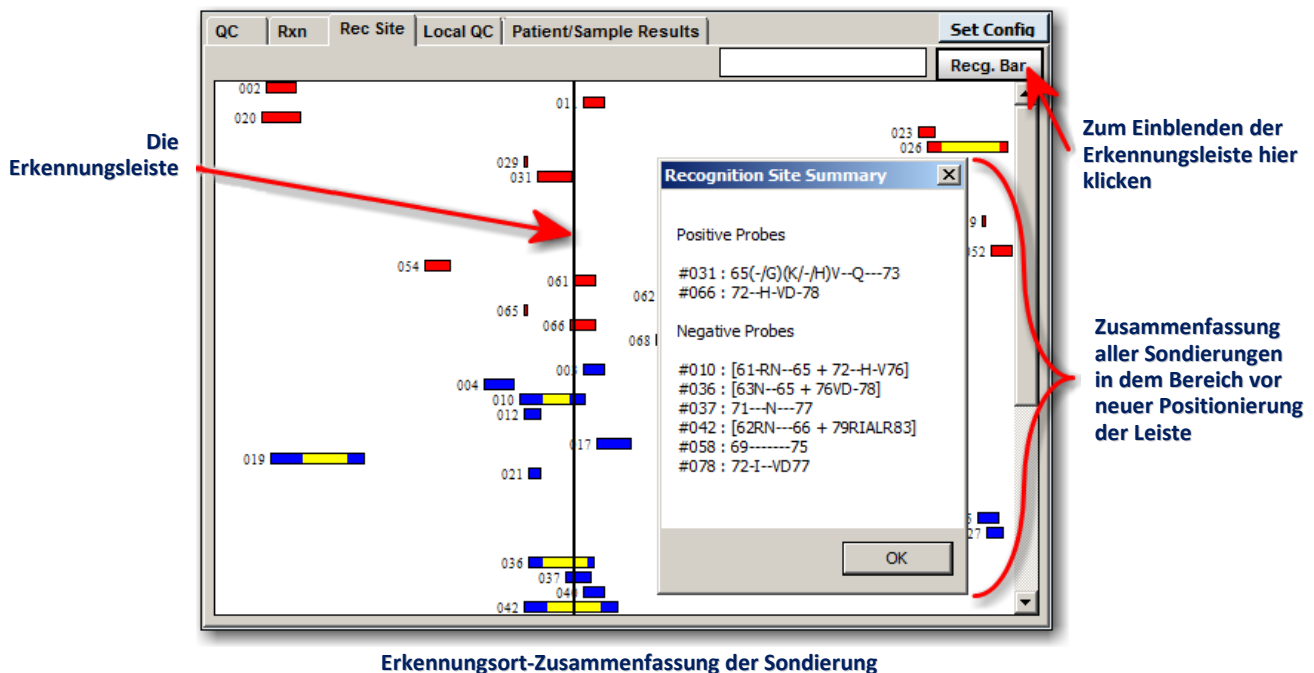 QC Rxn Rec Site Local QC Patient/Sample Results Set Config
Recg. Bar
002
01
020
023
026
029
031
9
052
054
061
062
065
066
068
003
004
010
012
017
019
021
27
036
037
040
042
Recognition Site Summary
Positive Probes
#031 : 65(-/G)(K/-/H)V--Q---73
#066 : 72--H-VD-78
Negative Probes
#010 : [61-RN--65 + 72--H-V76]
#036 : [63N--65 + 76VD-78]
#037 : 71---N---77
#042 : [62RN---66 + 79RIALR83]
#058 : 69-------75
#078 : 72-I--VD77
OK
Die
Erkennungsleiste
Zum Einblenden der
Erkennungsleiste hier
klicken
Zusammenfassung
aller Sondierungen
in dem Bereich vor
neuer Positionierung
der Leiste
Erkennungsort-Zusammenfassung der Sondierung